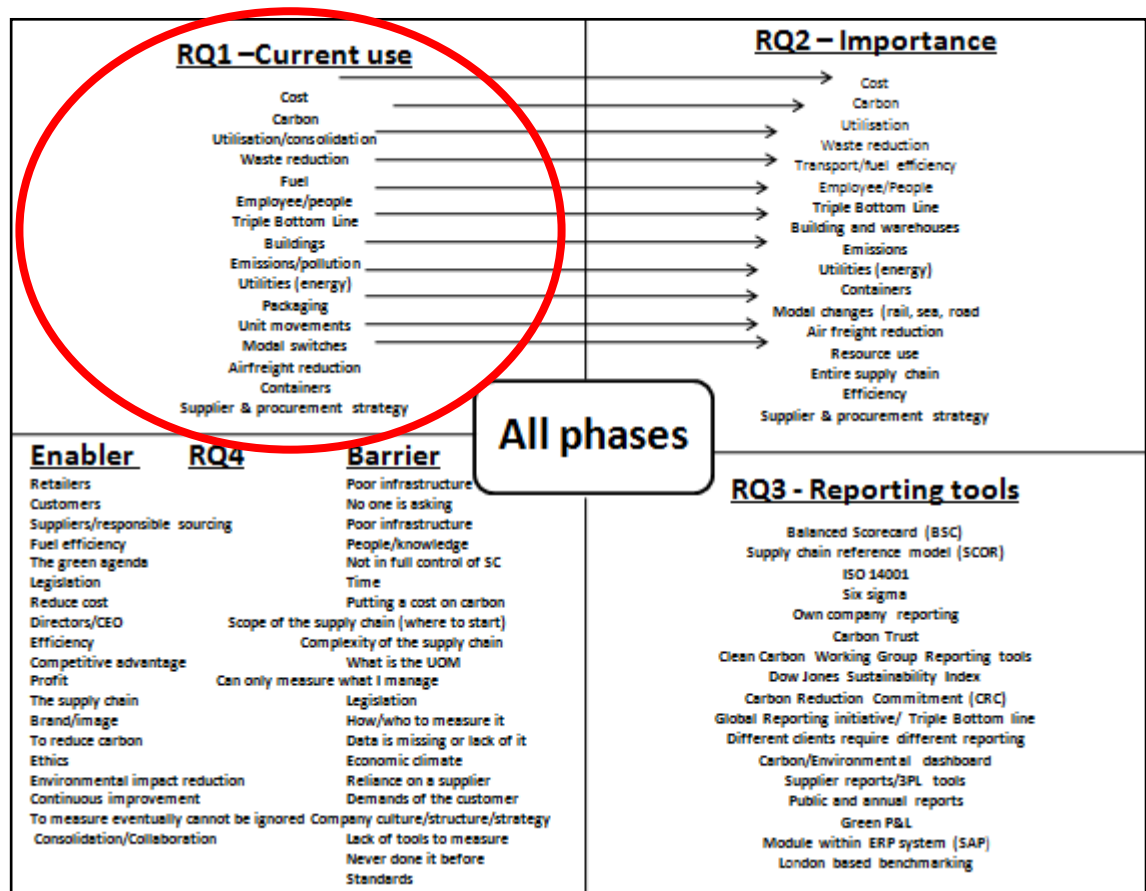 RQ1 –Current use
Cost
Carbon
Utilisation/consolidation
Waste reduction
Fuel
Employee/people
Triple Bottom Line
Buildings
Emissions/pollution
Utilities (energy)
Packaging
Unit movements
Modal switches
Airfreight reduction
Containers
Supplier & procurement strategy
RQ2 – Importance
Cost
Carbon
Utilisation
Waste reduction
Transport/fuel efficiency
Employee/People
Triple Bottom Line
Building and warehouses
Emissions
Utilities (energy)
Containers
Modal changes (rail, sea, road
Air freight reduction
Resource use
Entire supply chain
Efficiency
Supplier & procurement strategy
All phases
Enabler RQ4 Barrier
Retailers Poor infrastructure
Customers No one is asking
Suppliers/responsible sourcing Poor infrastructure
Fuel efficiency People/knowledge
The green agenda Not in full control of SC
Legislation Time
Reduce cost Putting a cost on carbon
Directors/CEO Scope of the supply chain (where to start)
Efficiency Complexity of the supply chain
Competitive advantage What is the UOM
Profit Can only measure what I manage
The supply chain Legislation
Brand/image How/who to measure it
To reduce carbon Data is missing or lack of it
Ethics Economic climate
Environmental impact reduction Reliance on a supplier
Continuous improvement Demands of the customer
To measure eventually cannot be ignored Company culture/structure/strategy
Consolidation/Collaboration Lack of tools to measure
Never done it before
Standards
RQ3 - Reporting tools
Balanced Scorecard (BSC)
Supply chain reference model (SCOR)
ISO 14001
Six sigma
Own company reporting
Carbon Trust
Clean Carbon Working Group Reporting tools
Dow Jones Sustainability Index
Carbon Reduction Commitment (CRC)
Global Reporting initiative/ Triple Bottom line
Different clients require different reporting
Carbon/Environmental dashboard
Supplier reports/3PL tools
Public and annual reports
Green P&L
Module within ERP system (SAP)
London based benchmarking